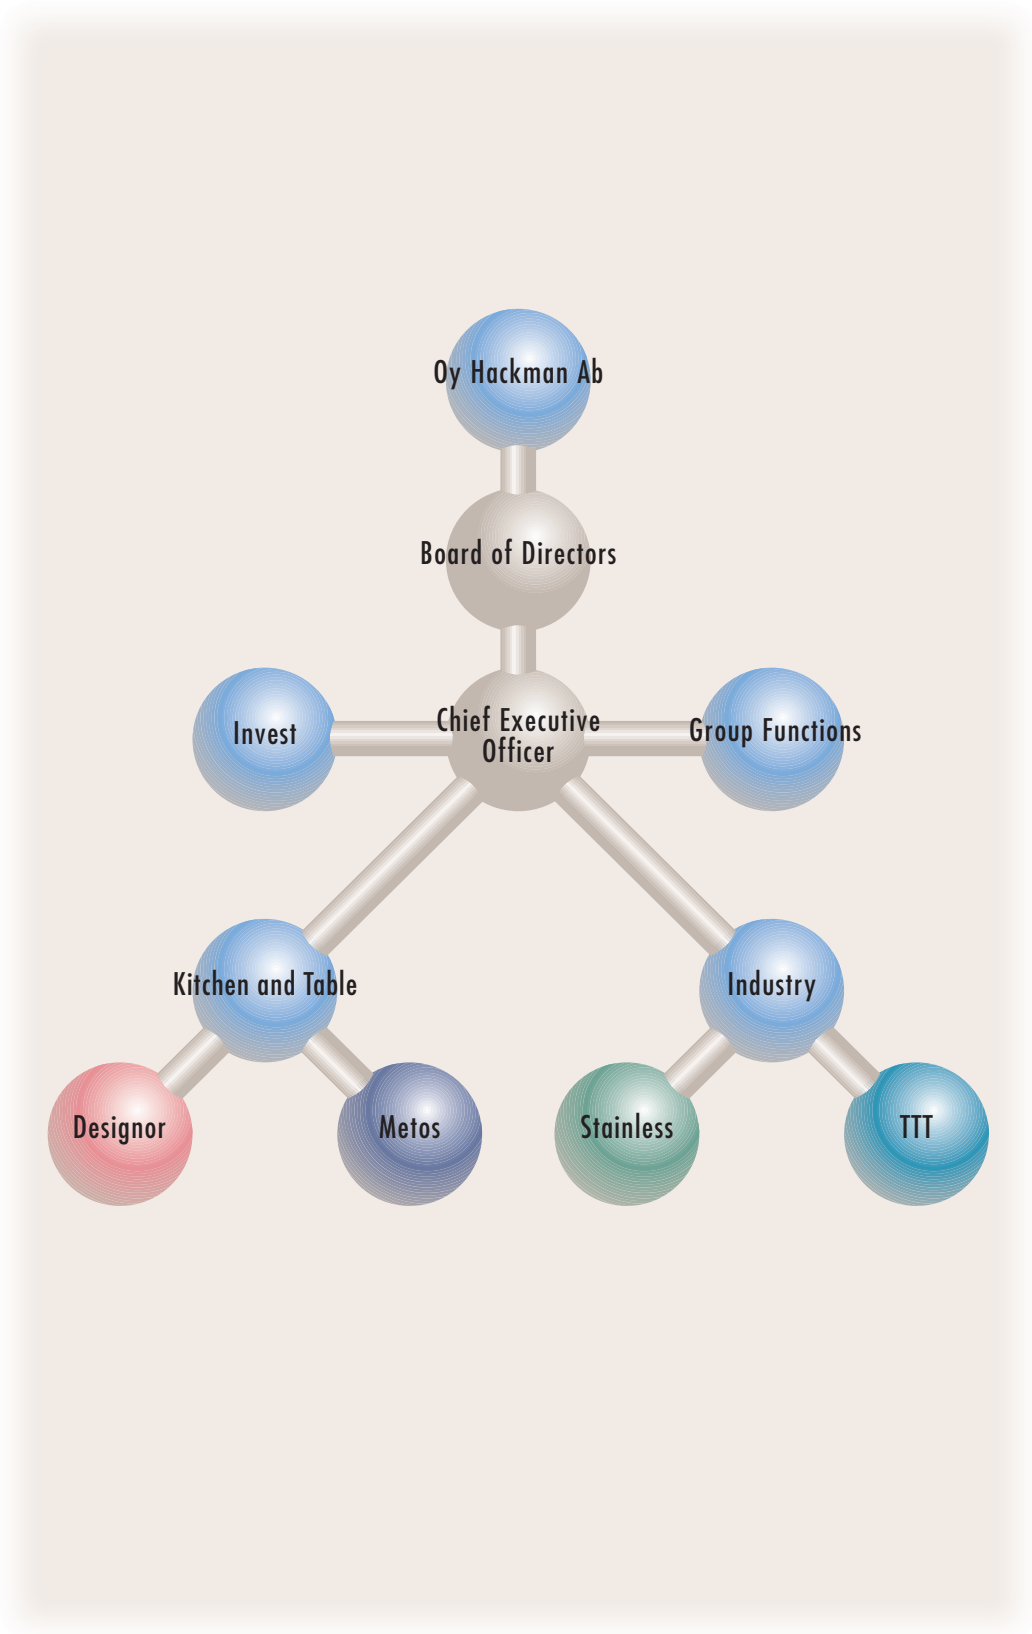 Oy Hackman Ab
Board of Directors
Invest
Chief Executive
Officer
Group Functions
Kitchen and Table
Industry
Designor
Metos
Stainless
TTT